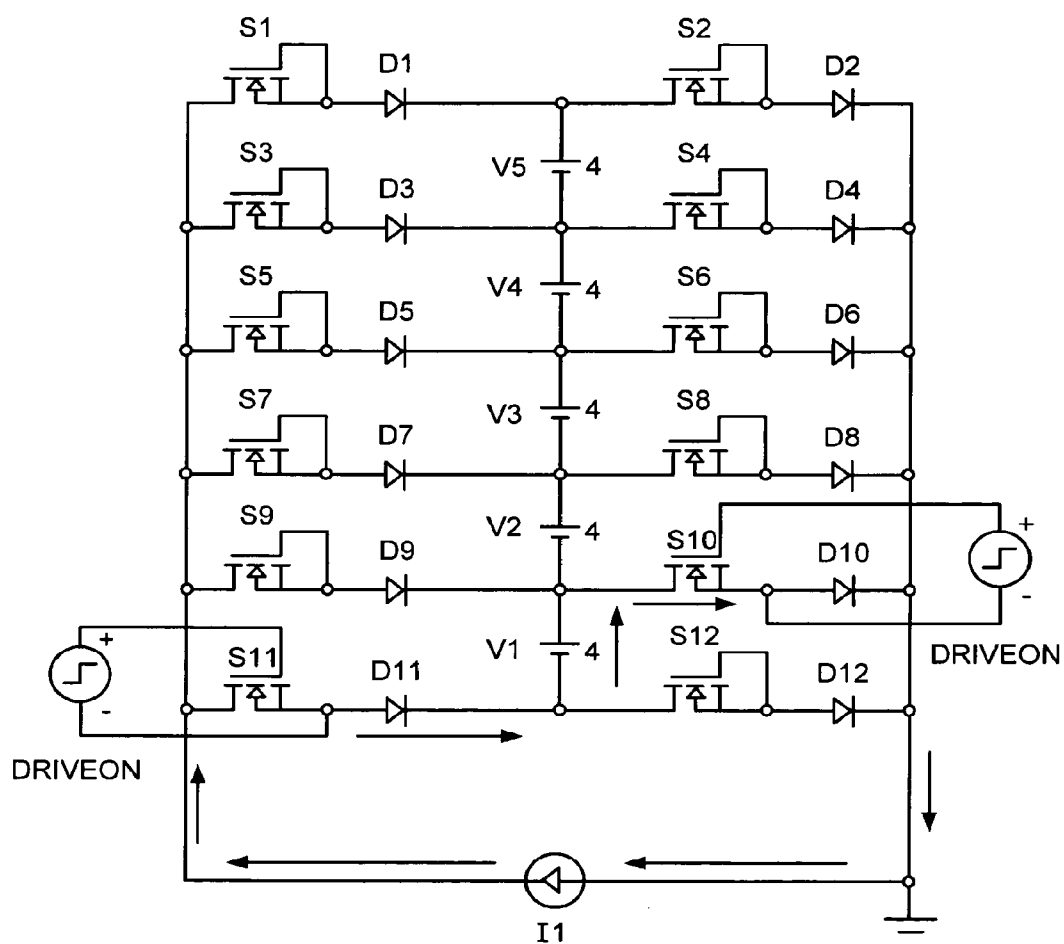 S1 D1 S2 D2
V5 4
S3 D3 S4 D4
V4 4
S5 D5 S6 D6
V3 4
S7 D7 S8 D8
V2 4
S9 D9 S10 D10 +
-
V1 4
S11 D11 S12 D12 DRIVEON
+
-
DRIVEON
I1